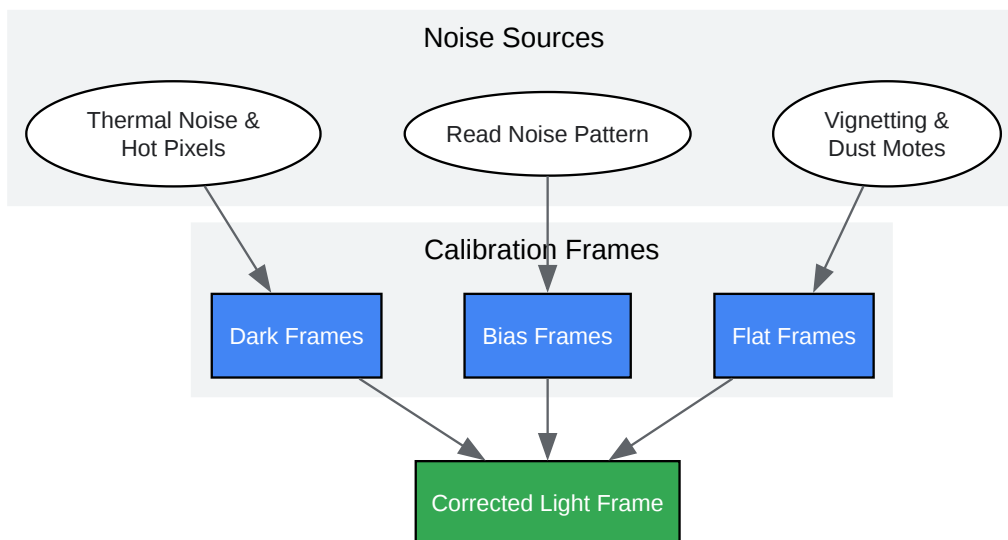 Noise Sources
Thermal Noise &
Hot Pixels
Read Noise Pattern
Vignetting &
Dust Motes
Calibration Frames
Dark Frames
Bias Frames
Flat Frames
Corrected Light Frame